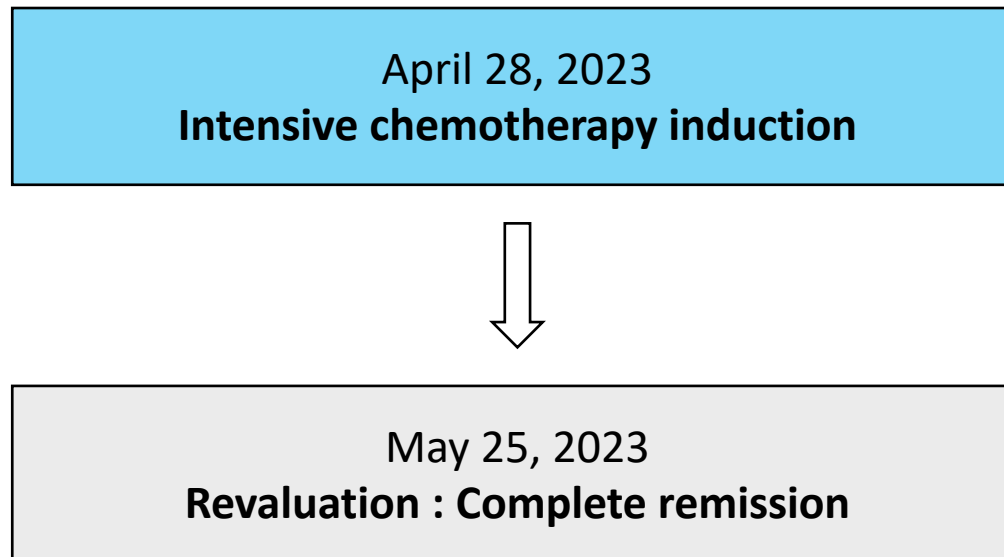 April 28, 2023
Intensive chemotherapy induction
May 25, 2023
Revaluation : Complete remission